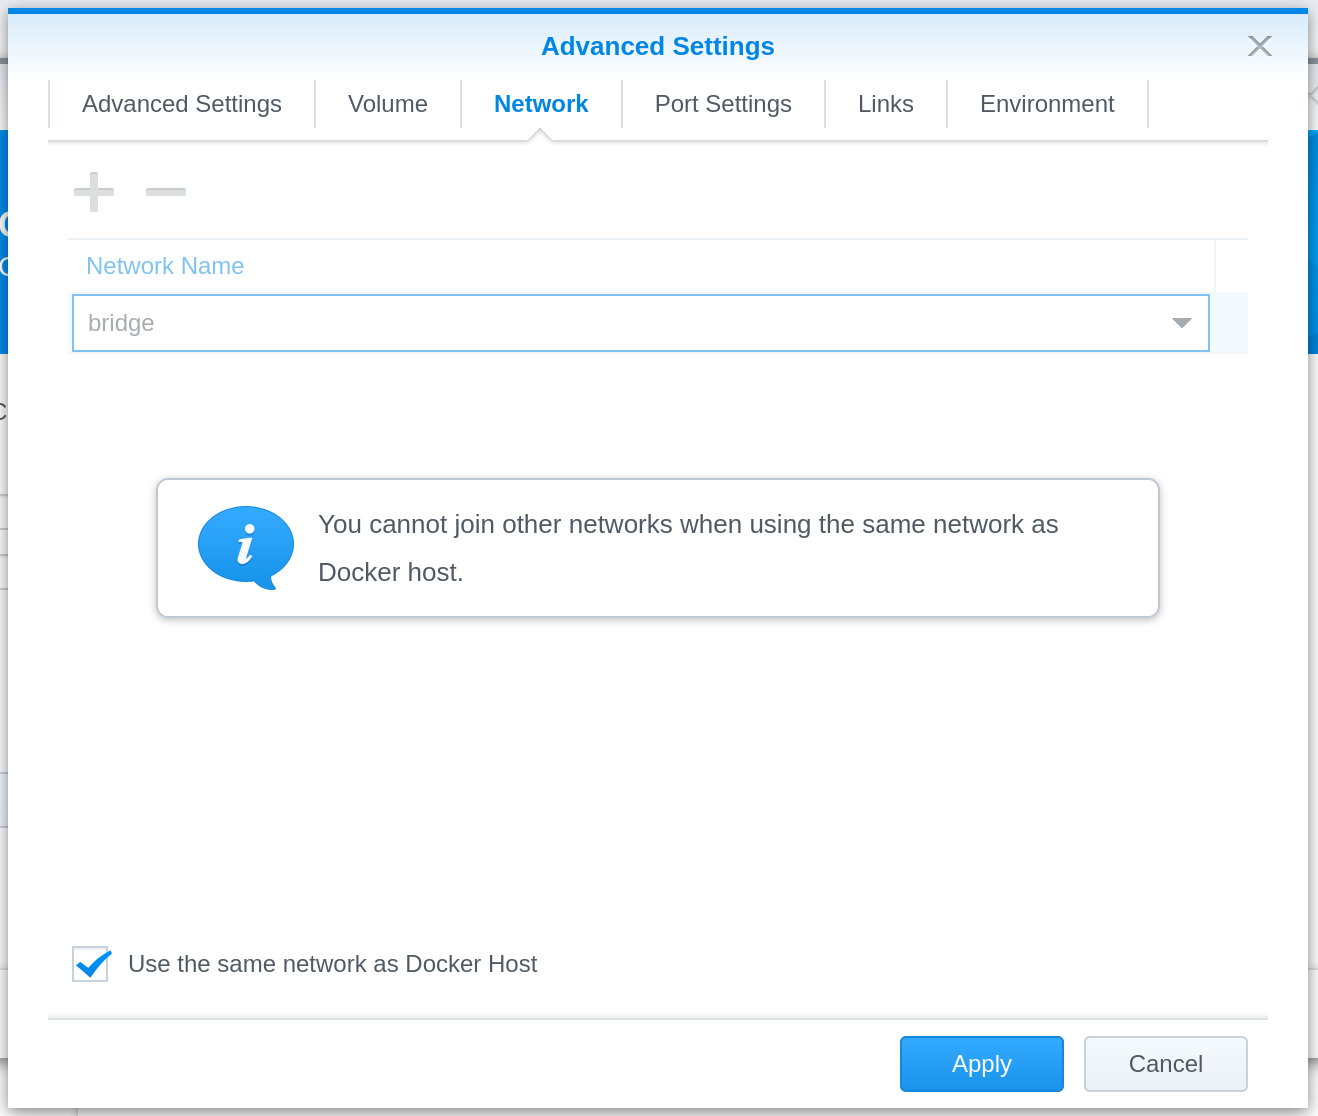 Advanced Settings
Advanced Settings Volume Network Port Settings Links Environment
Network Name
bridge
You cannot join other networks when using the same network as
Docker host.
Use the same network as Docker Host
Apply Cancel